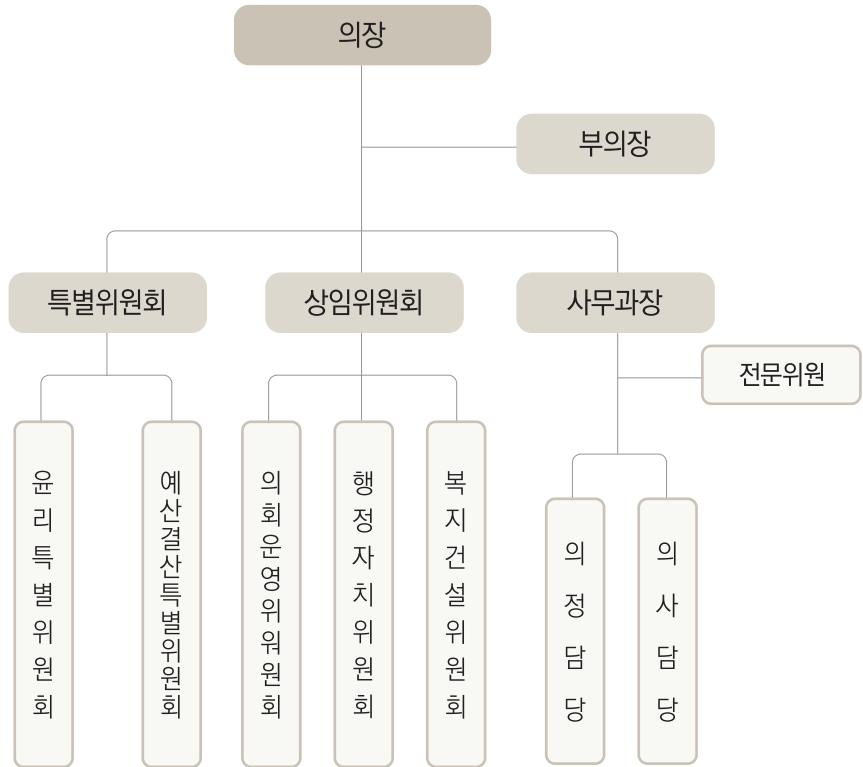 의장
부의장
특별위원회
상임위원회
사무과장
전문위원
윤리특별위원회
예산결산특별위원회
의회운영위워원회
행정자치위원회
복지건설위원회
의정담당
의사담당